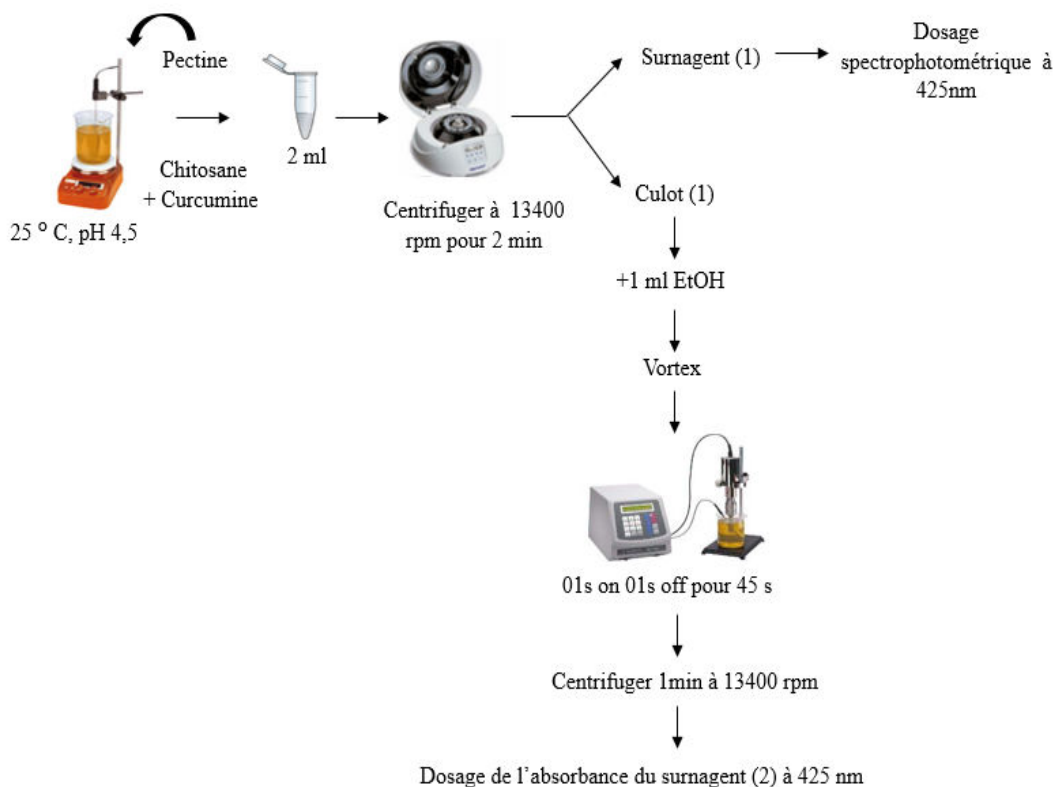 Pectine
Chitosane
+ Curcumine
25 ° C, pH 4,5
2 ml
Centrifuger à 13400
rpm pour 2 min
Surnagent (1)
Dosage
spectrophotométrique à
425nm
Culot (1)
+1 ml EtOH
Vortex
01s on 01s off pour 45 s
Centrifuger 1min à 13400 rpm
Dosage de l’absorbance du surnagent (2) à 425 nm